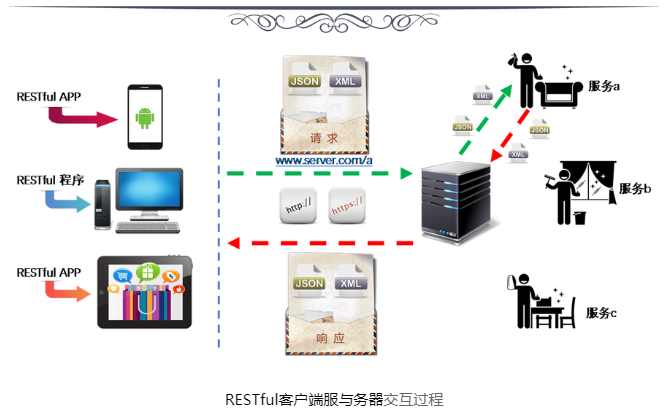 RESTful APP
RESTful 程序
RESTful APP
JSON
XML
请 求
www.server.com/a
http://
https://
JSON
XML
响 应
XML
JSON
JSON
XML
服务a
服务b
服务c
RESTful客户端服与务器交互过程